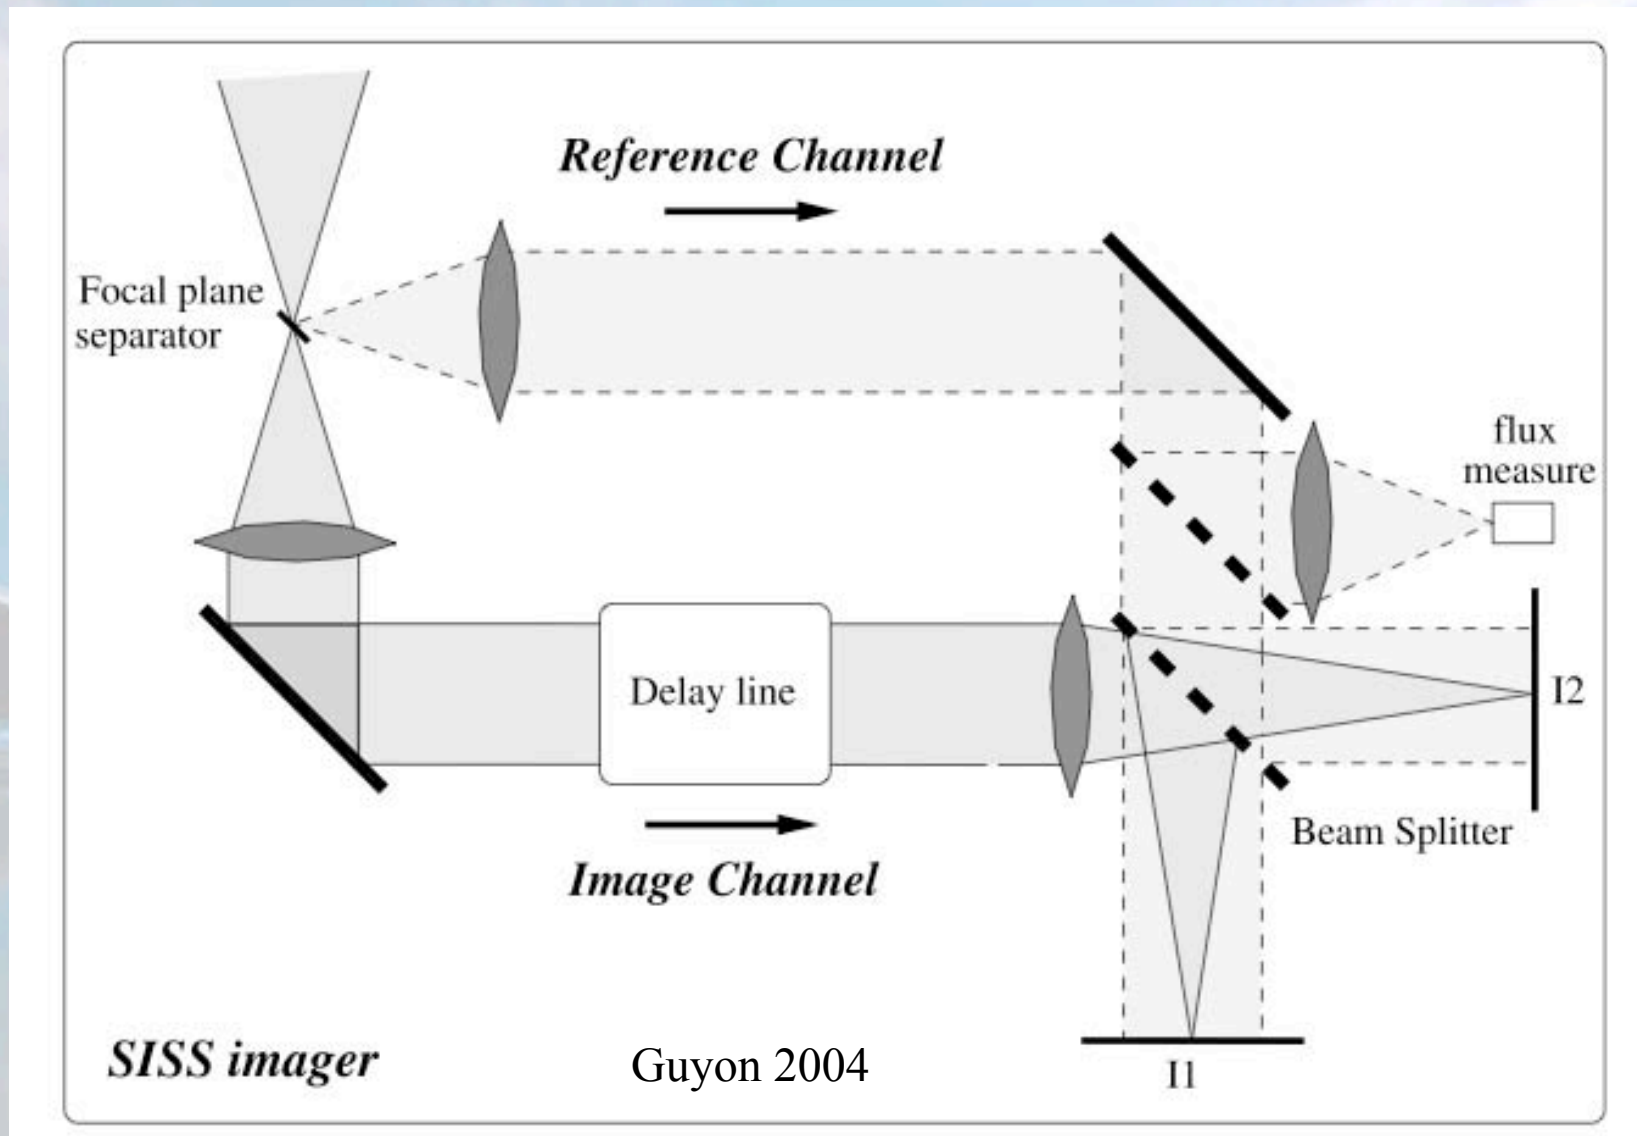 Reference Channel
Focal plane
separator
flux
measure
Delay line
I2
Beam Splitter
Image Channel
SISS imager
Guyon 2004
I1